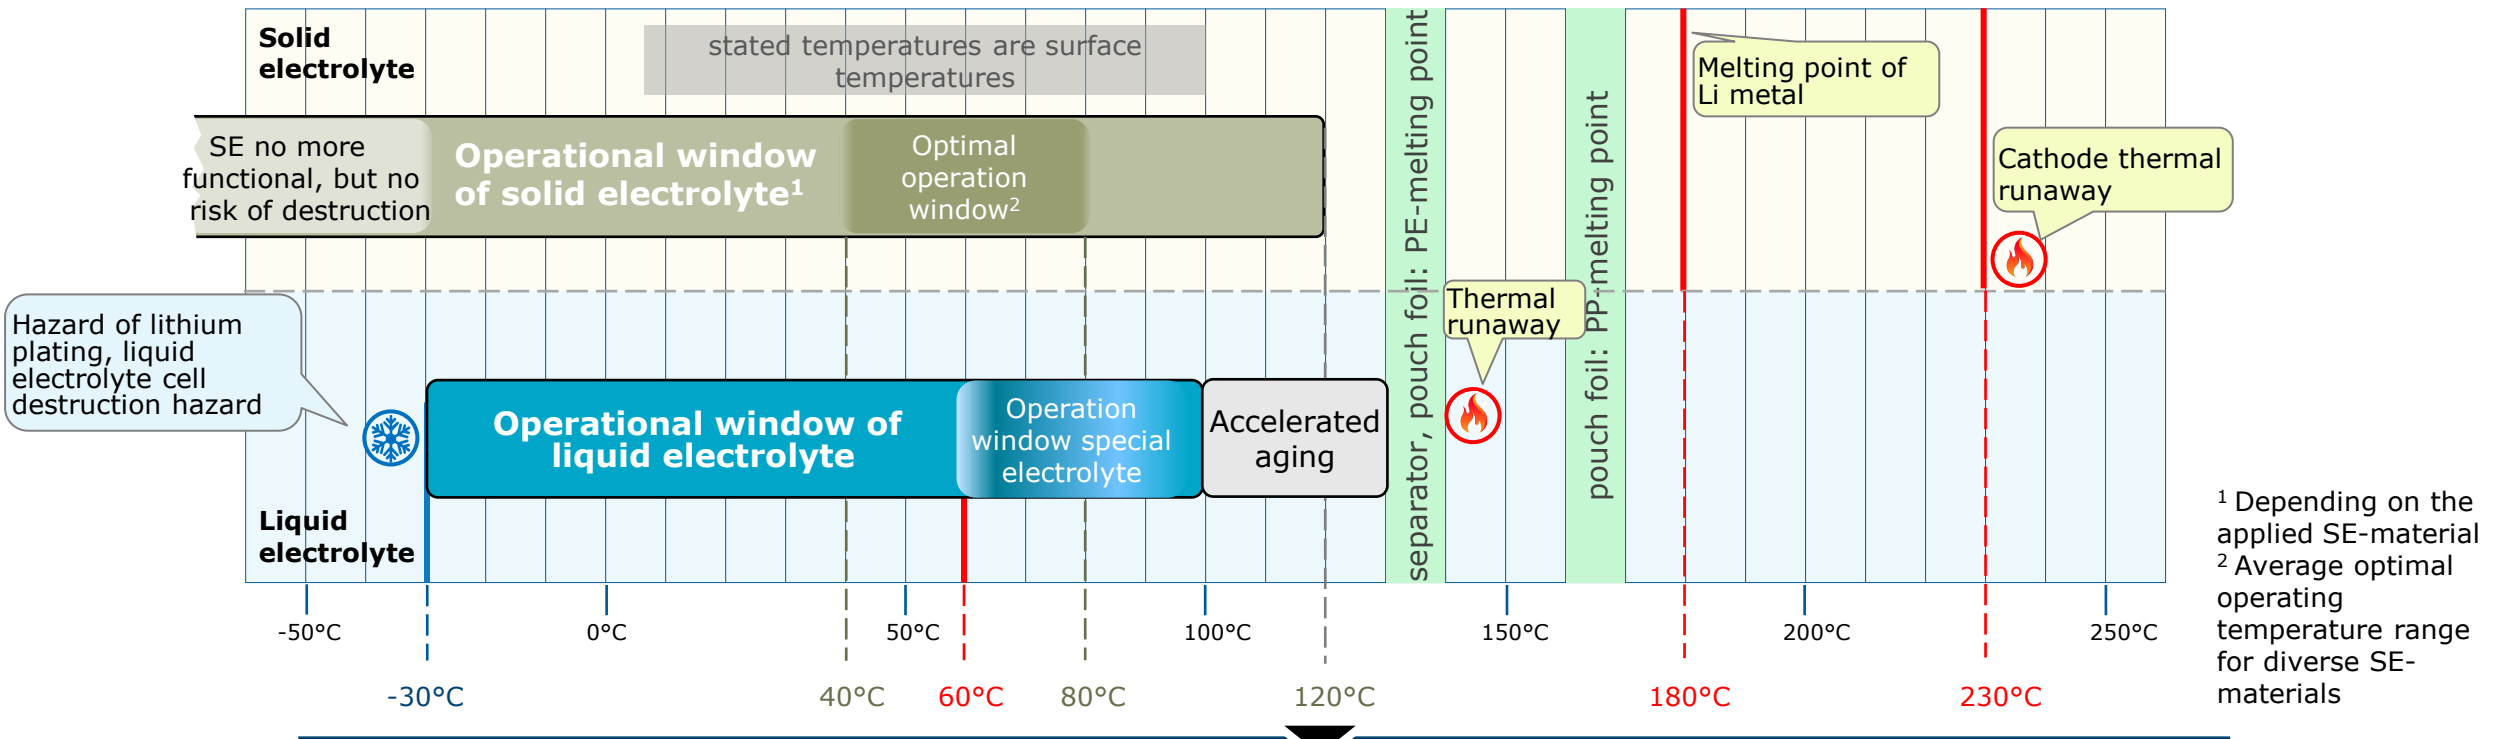 Solid
electrolyte
stated temperatures are surface
temperatures
separator, pouch foil: PE-melting point
pouch foil: PP-melting point
Melting point of
Li metal
Cathode thermal
runaway
SE no more
functional, but no
risk of destruction
Operational window
of solid electrolyte¹
Optimal
operation
window²
Thermal
runaway
Hazard of lithium
plating, liquid
electrolyte cell
destruction hazard
Operational window of
liquid electrolyte
Operation
window special
electrolyte
Accelerated
aging
Liquid
electrolyte
-50°C
0°C
50°C
100°C
150°C
200°C
250°C
-30°C
40°C
60°C
80°C
120°C
180°C
230°C
¹ Depending on the
applied SE-material
² Average optimal
operating
temperature range
for diverse SE-
materials